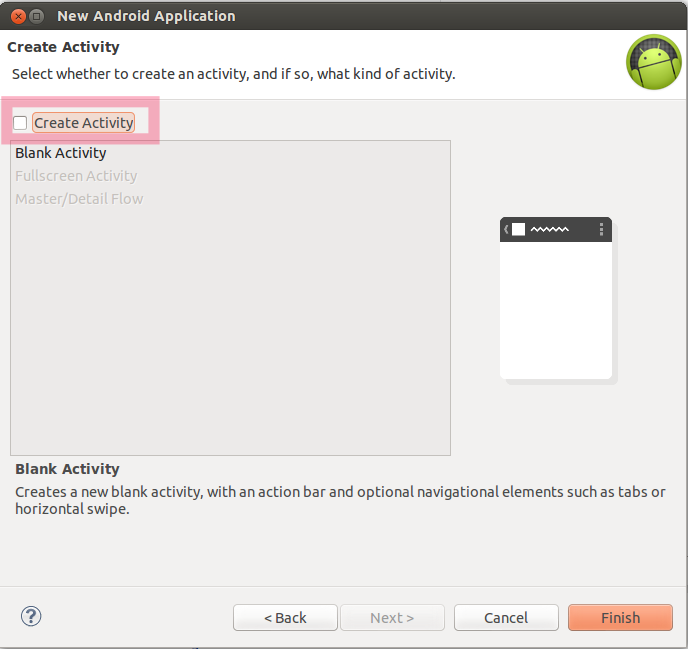 New Android Application
Create Activity
Select whether to create an activity, and if so, what kind of activity.
Create Activity
Blank Activity
Fullscreen Activity
Master/Detail Flow
Blank Activity
Creates a new blank activity, with an action bar and optional navigational elements such as tabs or
horizontal swipe.
?
< Back
Next >
Cancel
Finish